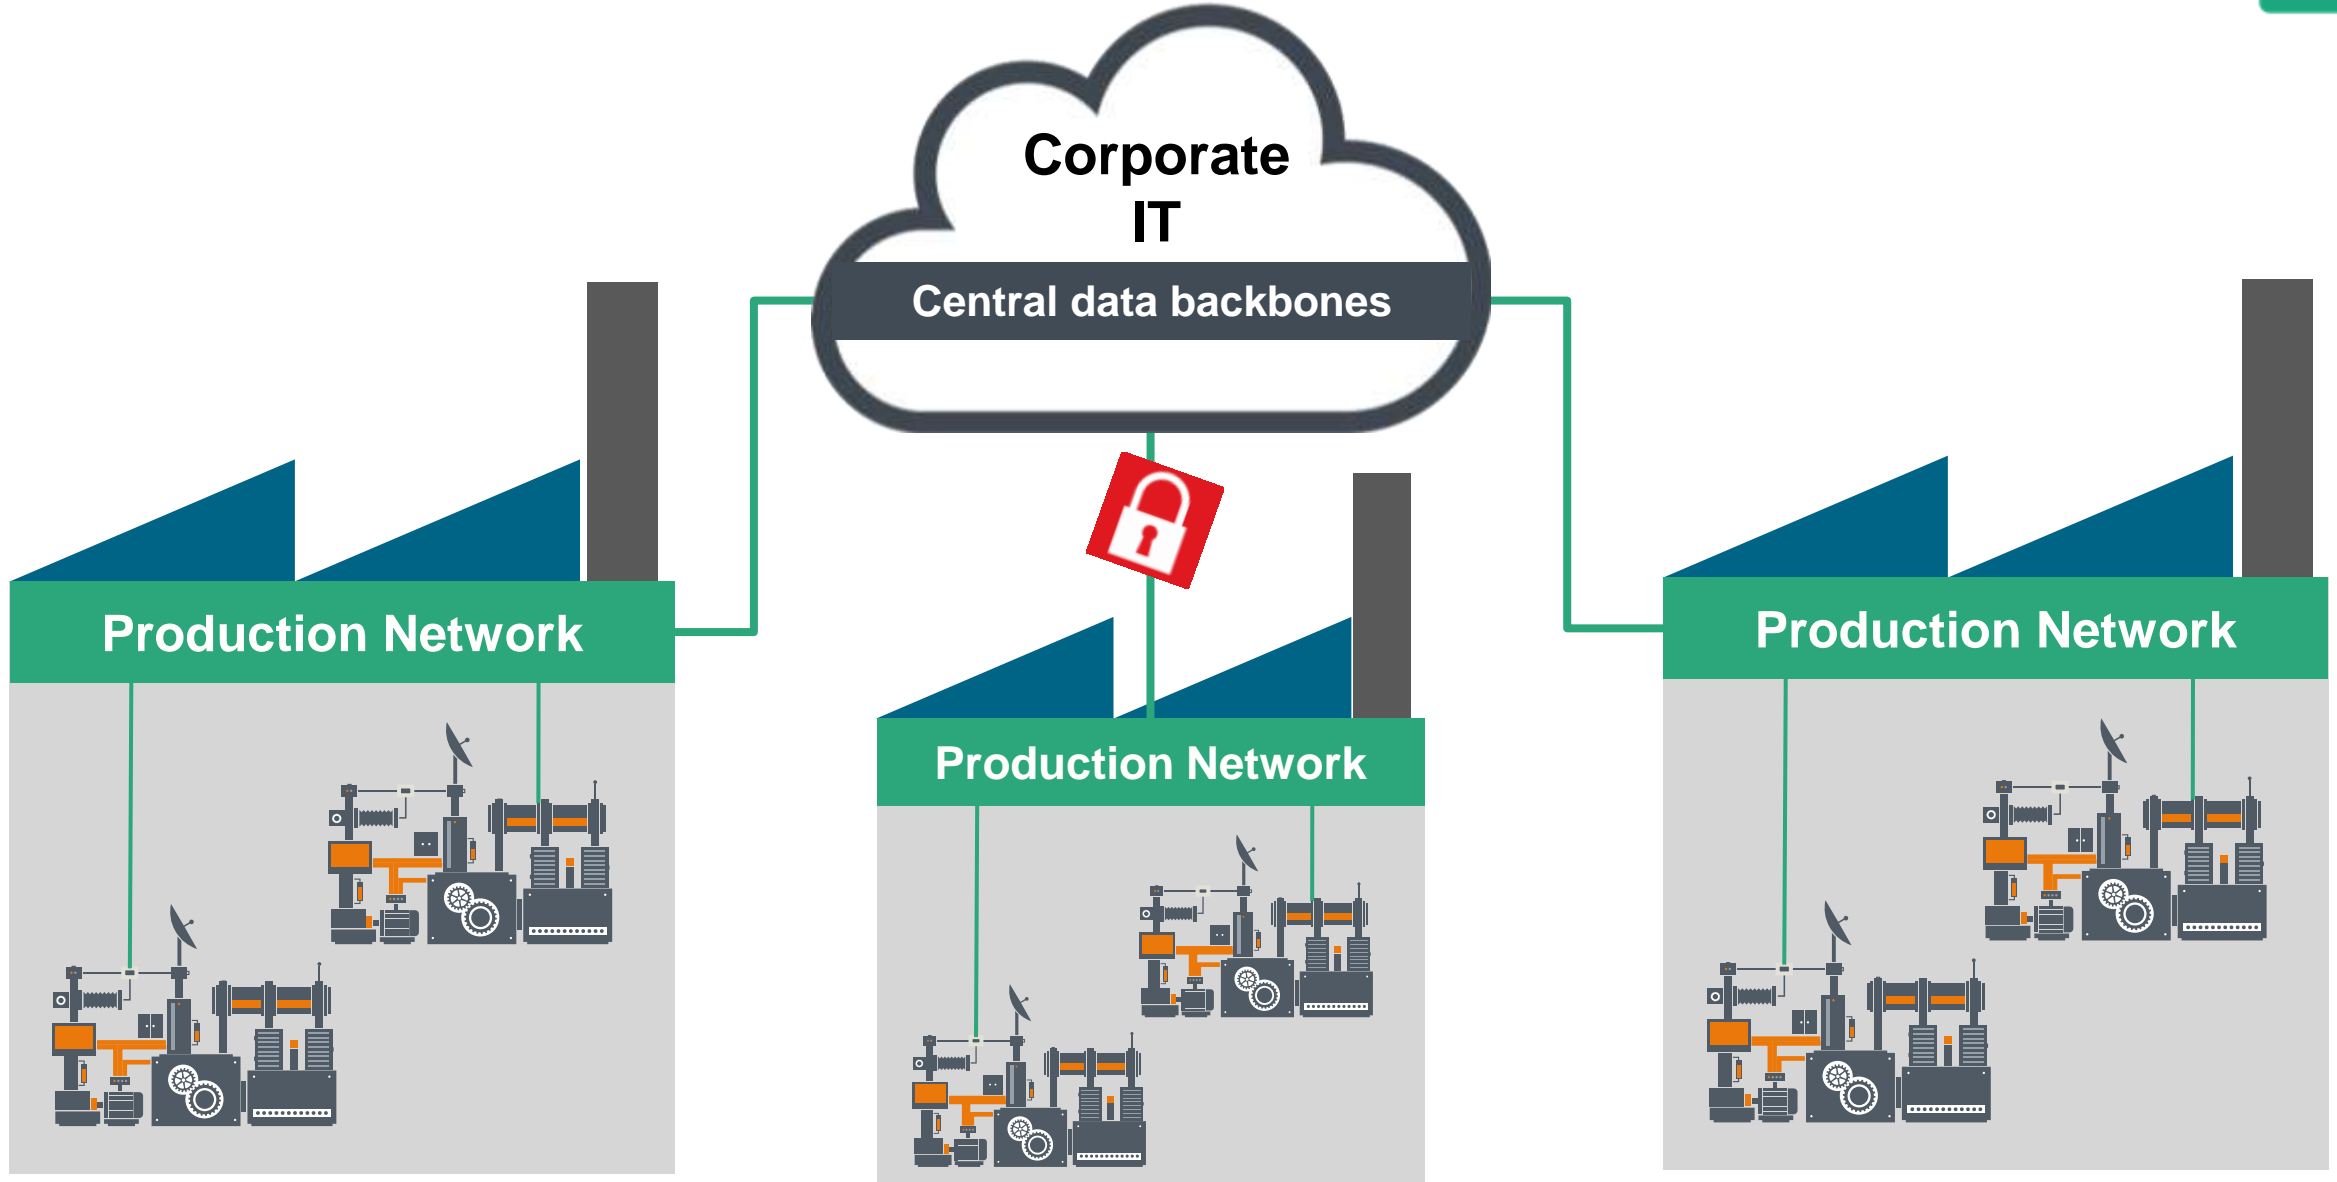 Corporate
IT
Central data backbones
Production Network
Production Network
Production Network